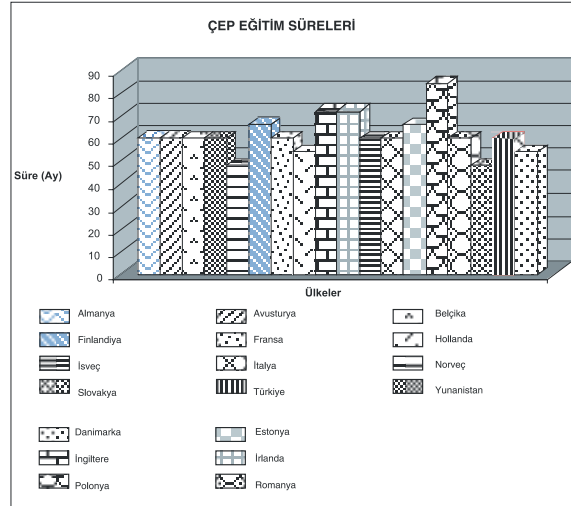 ÇEP EĞİTİM SÜRELERİ
90
80
70
60
50
40
30
20
10
0
Süre (Ay)
Ülkeler
Almanya Avusturya Belçika
Finlandiya Fransa Hollanda
İsveç İtalya Norveç
Slovakya Türkiye Yunanistan
Danimarka Estonya
İngiltere İrlanda
Polonya Romanya